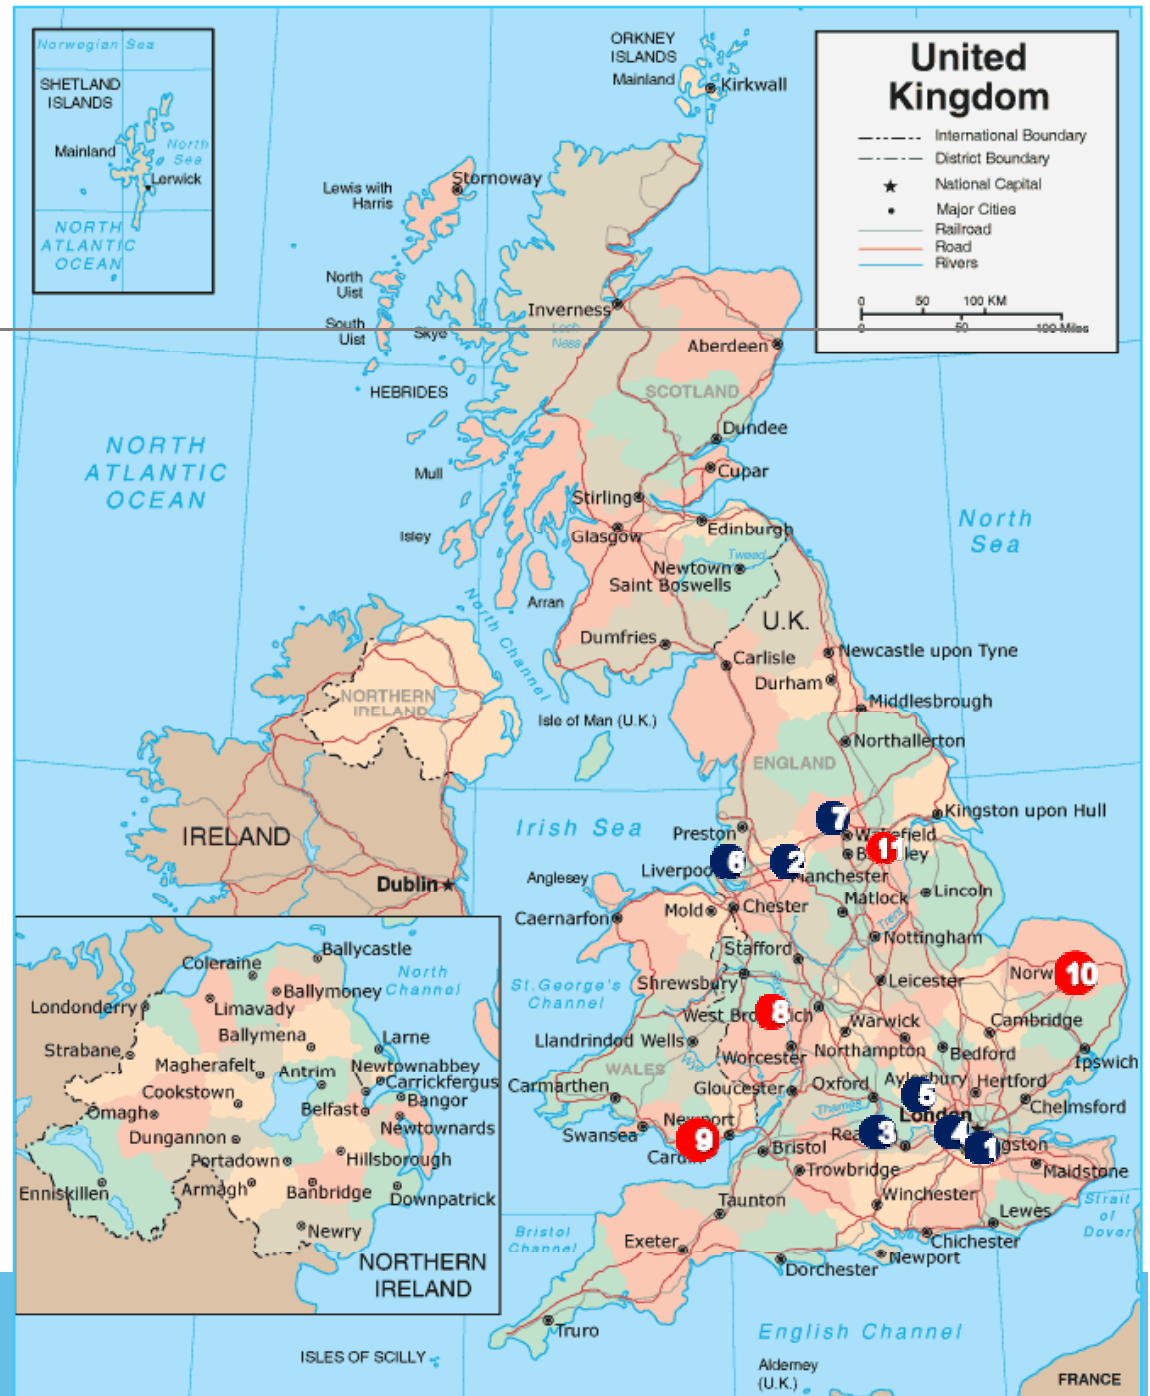 Norwegian Sea
SHETLAND
ISLANDS
Mainland
North
Sea
Lerwick
NORTH
ATLANTIC
OCEAN
ORKNEY
ISLANDS
Mainland
Kirkwall
United
Kingdom
International Boundary
District Boundary
National Capital
Major Cities
Railroad
Road
Rivers
0 50 100 KM
0 50 100 Miles
Stornoway
Lewis with
Harris
North
Uist
South
Uist
Skye
Inverness
Loch
Ness
Aberdeen
HEBRIDES
SCOTLAND
Dundee
NORTH
ATLANTIC
OCEAN
Mull
Cupar
Stirling
Isley
Glasgow
Edinburgh
North
Sea
Tweed
Newtown
Saint Boswells
Arran
North Channel
U.K.
Dumfries
Carlisle
Newcastle upon Tyne
Durham
NORTHERN
IRELAND
Middlesbrough
Isle of Man (U.K.)
Northallerton
ENGLAND
IRELAND
Irish Sea
Preston
7
Kingston upon Hull
11
6
2
Manchester
Dublin
Anglesey
Caernarfon
Mold
Chester
Matlock
Lincoln
Trent
Nottingham
Stafford
Shrewsbury
Leicester
10
St.George's
Channel
8
Warwick
Cambridge
Llandrindod Wells
WALES
Worcester
Northampton
Bedford
Ipswich
Carmarthen
Gloucester
Oxford
Hertford
5
Chelmsford
Thames
London
Swansea
Newport
9
Bristol
3
4
1
Maidstone
Trowbridge
Winchester
Taunton
Lewes
Strait
of
Dover
Bristol
Channel
Exeter
Chichester
Newport
Dorchester
Truro
English Channel
ISLES OF SCILLY
Alderney
(U.K.)
FRANCE
Ballycastle
Coleraine
North
Channel
Ballymoney
Londonderry
Limavady
Ballymena
Larne
Strabane
Magherafelt
Antrim
Newtownabbey
Carrickfergus
Cookstown
Bangor
Omagh
Belfast
Newtownards
Dungannon
Portadown
Hillsborough
Enniskillen
Armagh
Banbridge
Downpatrick
Newry
NORTHERN
IRELAND